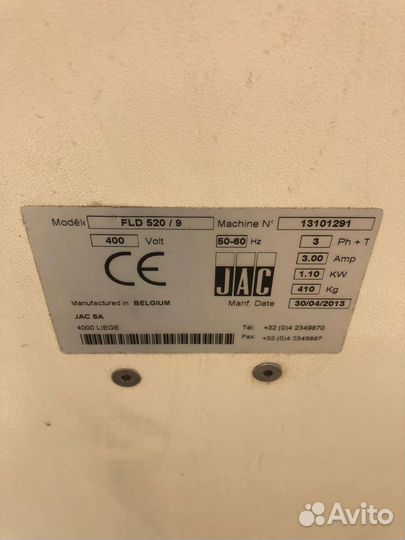 Modèle FLD 520 / 9 Machine N° 13101291
400 Volt 50-60 Hz 3 Ph + T
CE JAC 3.00 Amp
1.10 KW
410 Kg
Manufactured in BELGIUM Manf. Date 30/04/2013
JAC SA
4000 LIEGE Tél: +32 (0)4 2349870
Fax: +32 (0)4 2349897
Avito